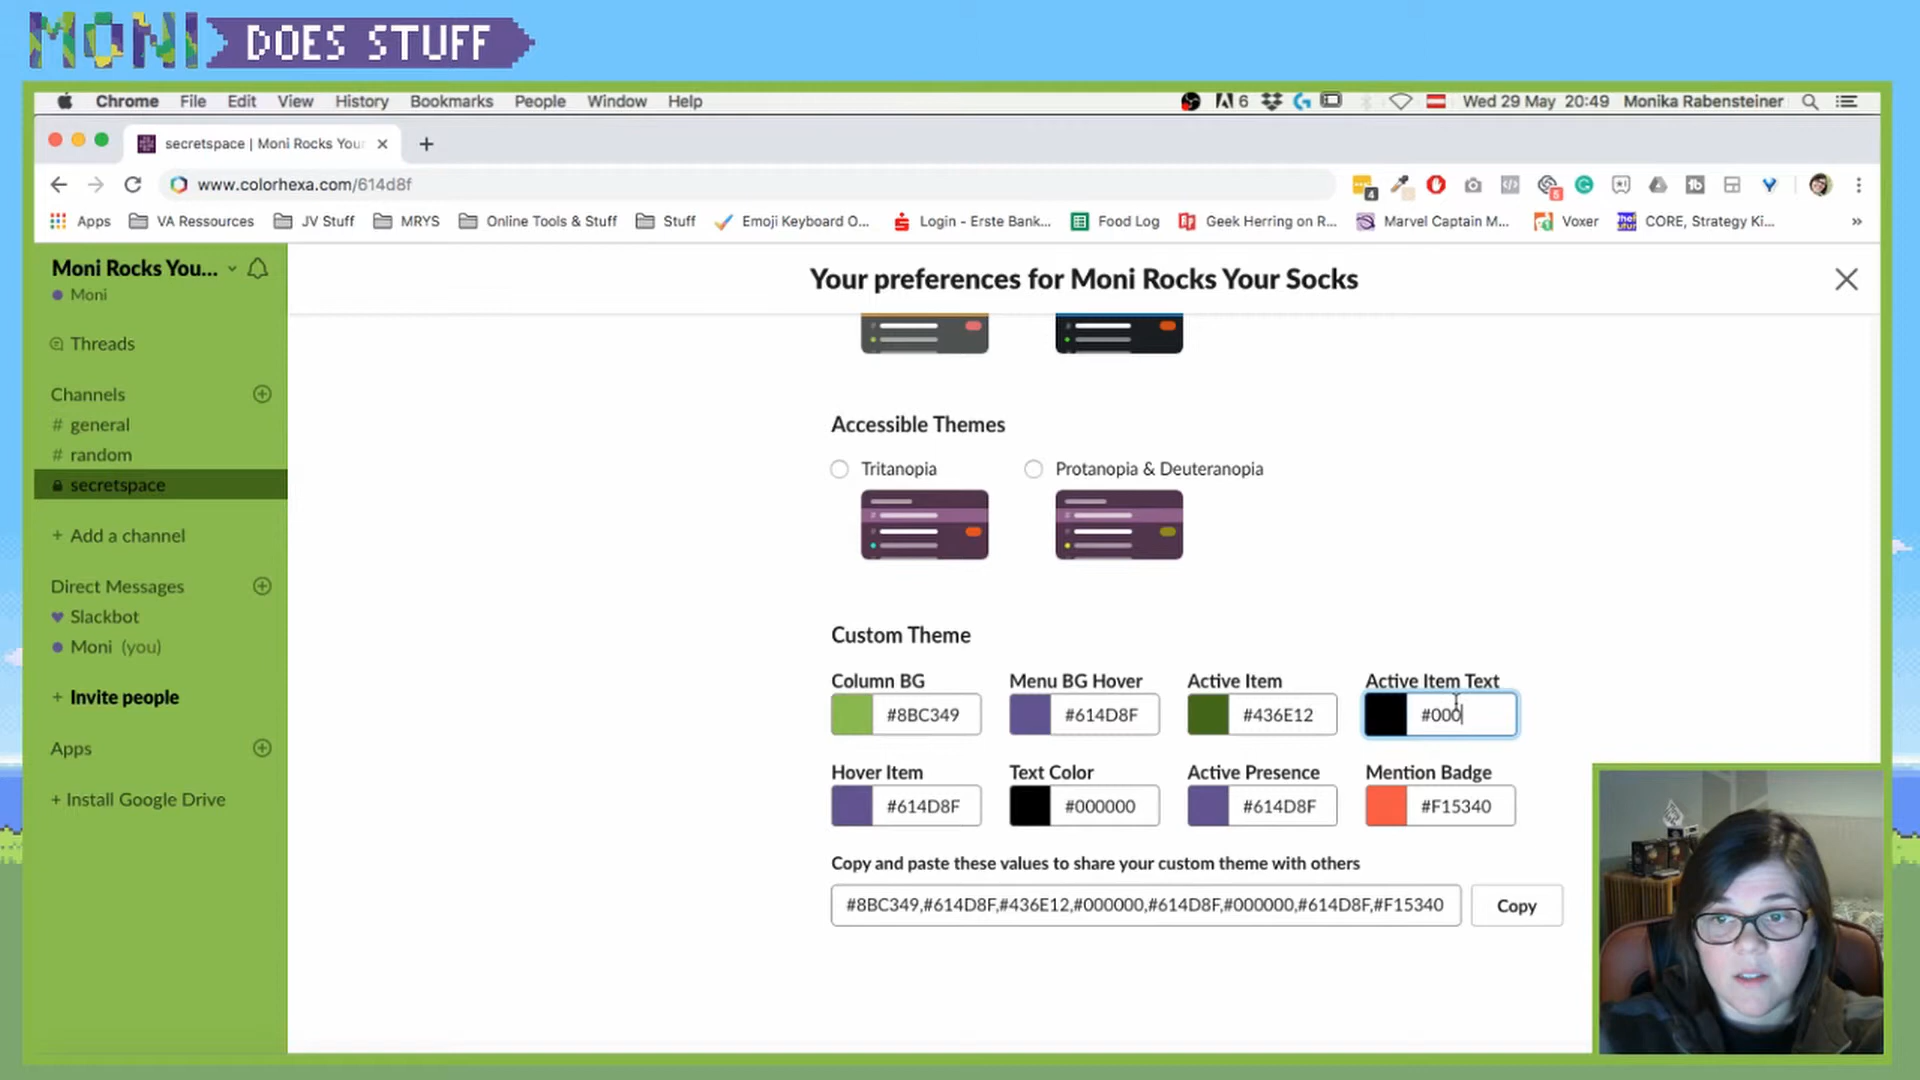 MONI DOES STUFF
Chrome File Edit View History Bookmarks People Window Help
6 Wed 29 May 20:49 Monika Rabensteiner
secretspace | Moni Rocks Your
www.colorhexa.com/614d8f
4
5
Apps VA Ressources JV Stuff MRYS Online Tools & Stuff Stuff Emoji Keyboard O... Login - Erste Bank... Food Log Geek Herring on R... Marvel Captain M... Voxer CORE, Strategy Ki... »
Moni Rocks You...
Moni
Threads
Channels
# general
# random
secretspace
+ Add a channel
Direct Messages
Slackbot
Moni (you)
+ Invite people
Apps
+ Install Google Drive
Your preferences for Moni Rocks Your Socks
Accessible Themes
Tritanopia Protanopia & Deuteranopia
Custom Theme
Column BG Menu BG Hover Active Item Active Item Text
#8BC349 #614D8F #436E12 #000
Hover Item Text Color Active Presence Mention Badge
#614D8F #000000 #614D8F #F15340
Copy and paste these values to share your custom theme with others
#8BC349,#614D8F,#436E12,#000000,#614D8F,#000000,#614D8F,#F15340 Copy